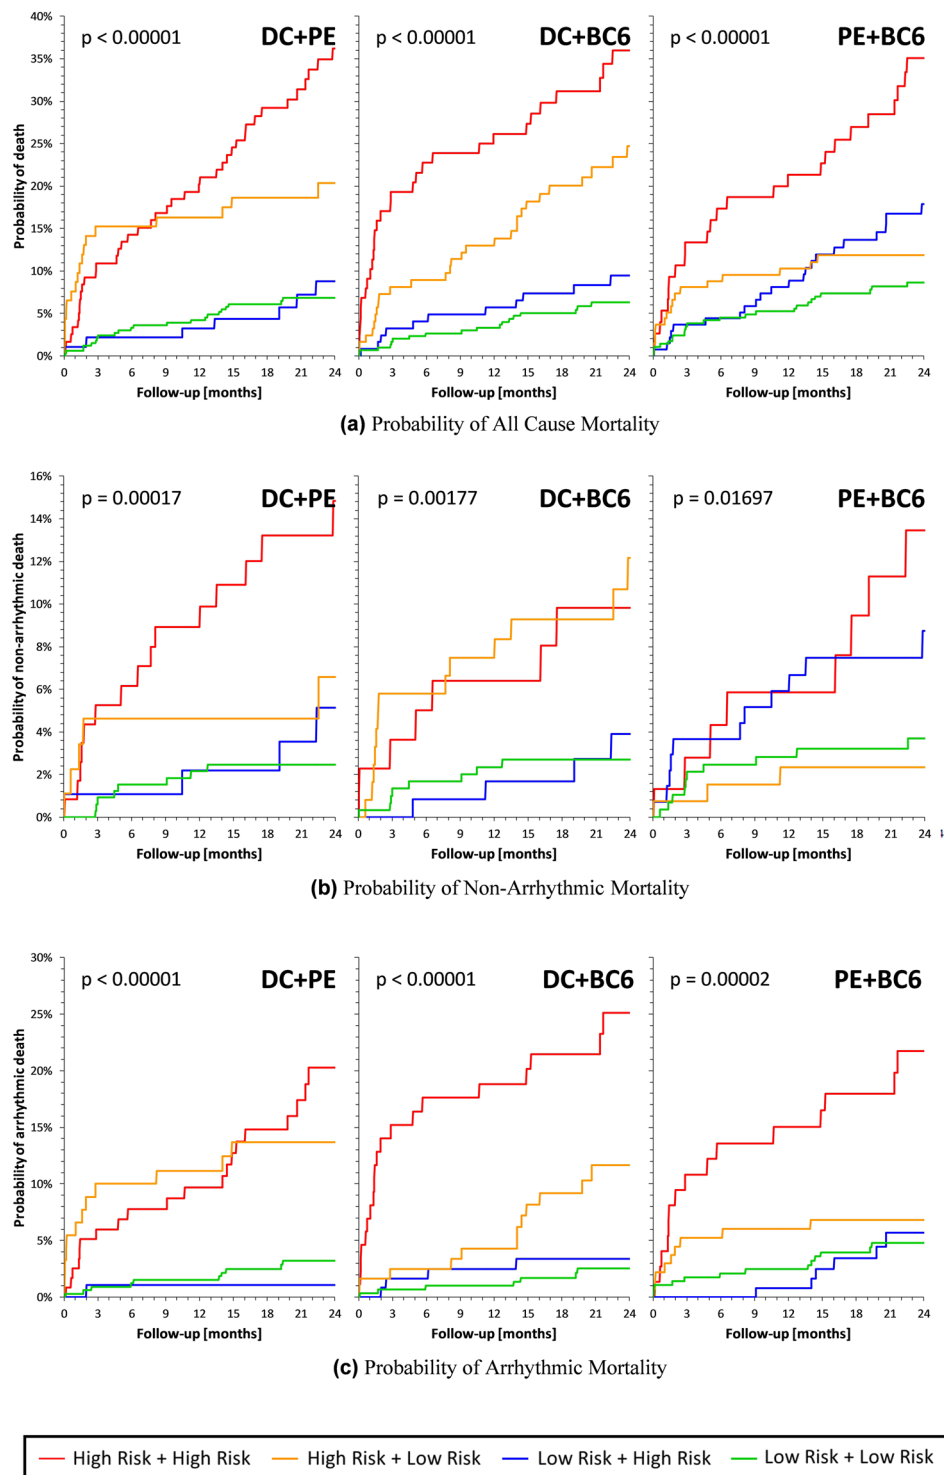 p < 0.00001 DC+PE p < 0.00001 DC+BC6 p < 0.00001 PE+BC6
40%
35%
30%
25%
20%
15%
10%
5%
0%
Probability of death
0 3 6 9 12 15 18 21 24 0 3 6 9 12 15 18 21 24 0 3 6 9 12 15 18 21 24
Follow-up [months] Follow-up [months] Follow-up [months]
(a) Probability of All Cause Mortality
p = 0.00017 DC+PE p = 0.00177 DC+BC6 p = 0.01697 PE+BC6
16%
14%
12%
10%
8%
6%
4%
2%
0%
Probability of non-arrhythmic death
0 3 6 9 12 15 18 21 24 0 3 6 9 12 15 18 21 24 0 3 6 9 12 15 18 21 24
Follow-up [months] Follow-up [months] Follow-up [months]
(b) Probability of Non-Arrhythmic Mortality
p < 0.00001 DC+PE p < 0.00001 DC+BC6 p = 0.00002 PE+BC6
30%
25%
20%
15%
10%
5%
0%
Probability of arrhythmic death
0 3 6 9 12 15 18 21 24 0 3 6 9 12 15 18 21 24 0 3 6 9 12 15 18 21 24
Follow-up [months] Follow-up [months] Follow-up [months]
(c) Probability of Arrhythmic Mortality
High Risk + High Risk High Risk + Low Risk Low Risk + High Risk Low Risk + Low Risk